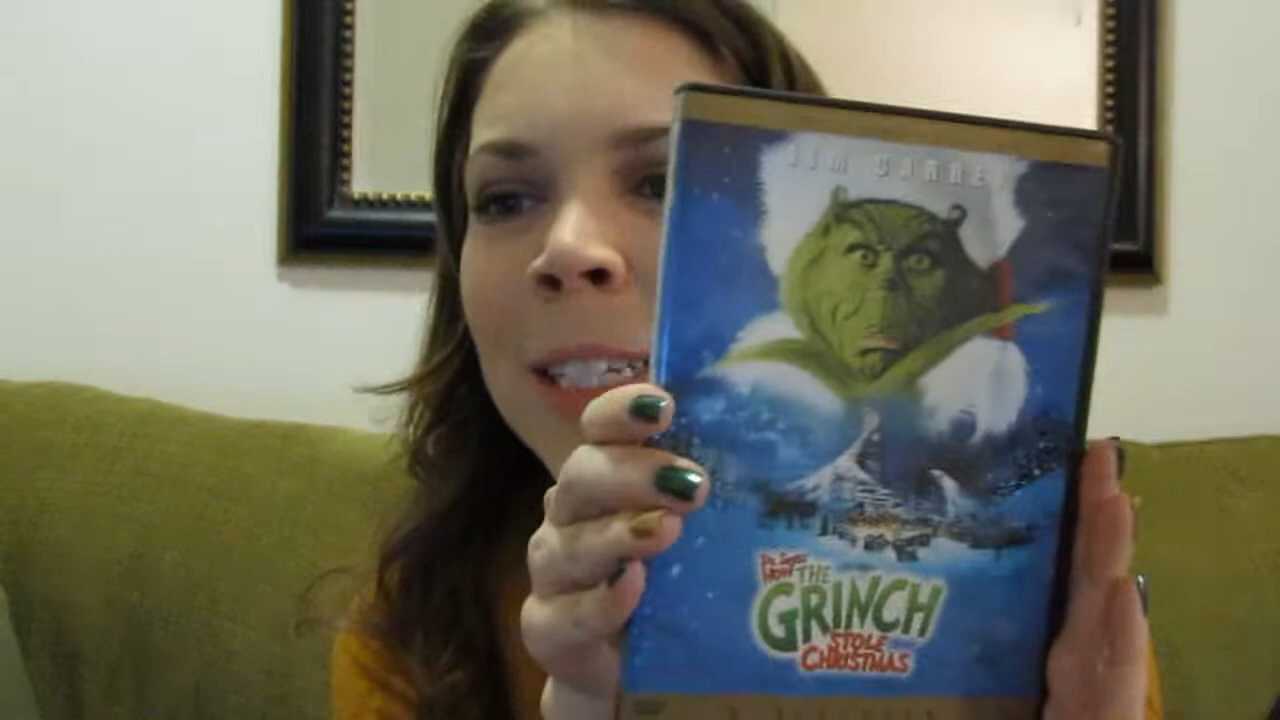 JIM CARREY
Dr. Seuss'
HOW THE
GRINCH
STOLE
CHRISTMAS